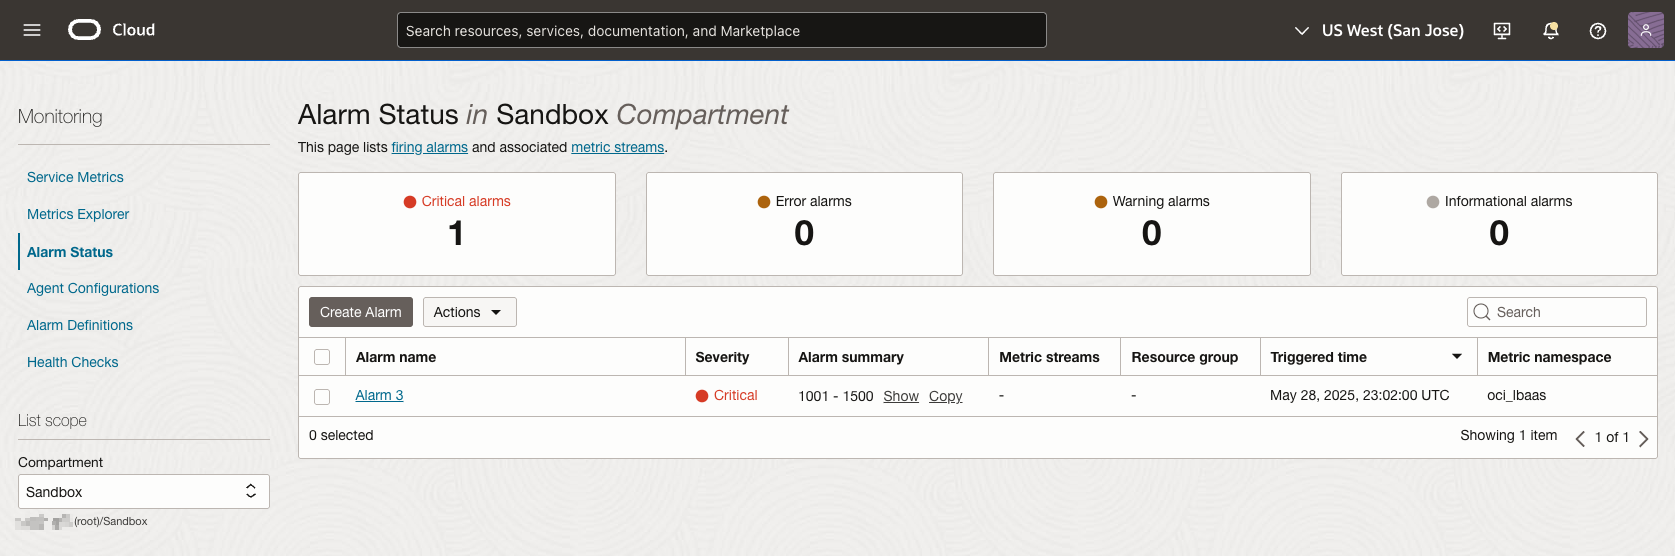 Cloud
Search resources, services, documentation, and Marketplace
US West (San Jose)
Monitoring
Service Metrics
Metrics Explorer
Alarm Status
Agent Configurations
Alarm Definitions
Health Checks
List scope
Compartment
Sandbox
(root)/Sandbox
Alarm Status in Sandbox Compartment
This page lists firing alarms and associated metric streams.
Critical alarms
1
Error alarms
0
Warning alarms
0
Informational alarms
0
Create Alarm Actions Search
Alarm name Severity Alarm summary Metric streams Resource group Triggered time Metric namespace
Alarm 3 Critical 1001 - 1500 Show Copy - - May 28, 2025, 23:02:00 UTC oci_lbaas
0 selected Showing 1 item 1 of 1